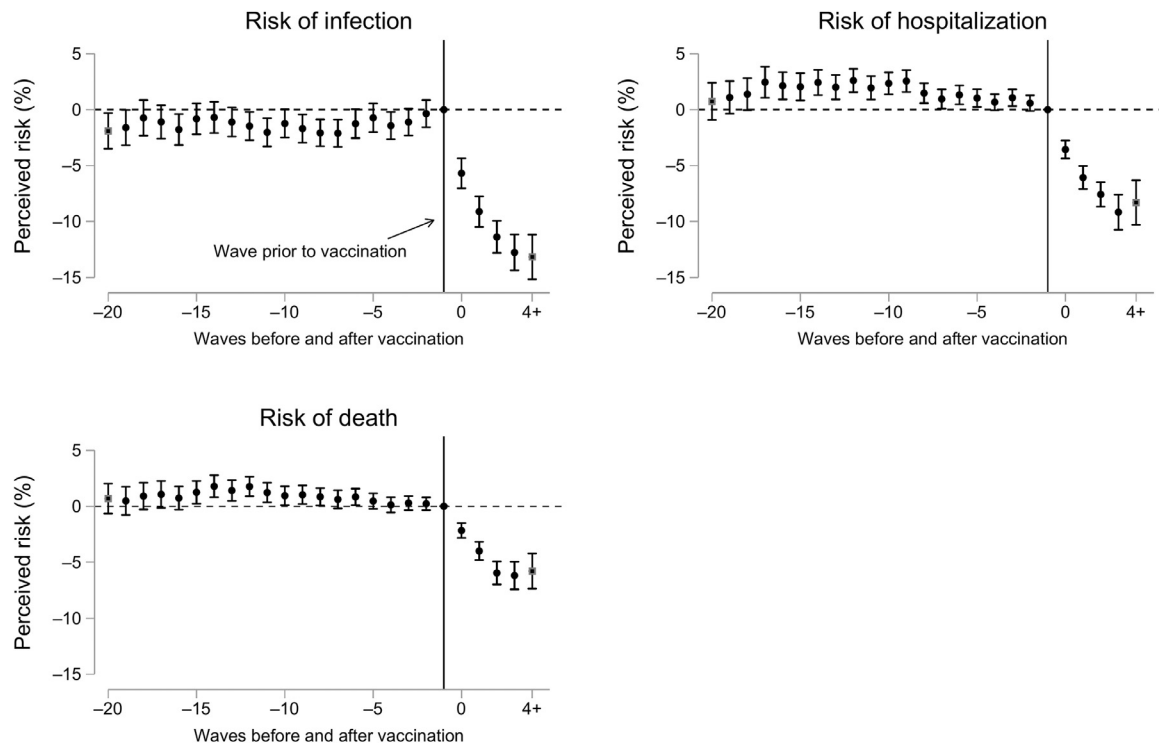 Risk of infection
Perceived risk (%)
5
0
–5
–10
–15
Wave prior to vaccination
–20 –15 –10 –5 0 4+
Waves before and after vaccination
Risk of hospitalization
Perceived risk (%)
5
0
–5
–10
–15
–20 –15 –10 –5 0 4+
Waves before and after vaccination
Risk of death
Perceived risk (%)
5
0
–5
–10
–15
–20 –15 –10 –5 0 4+
Waves before and after vaccination